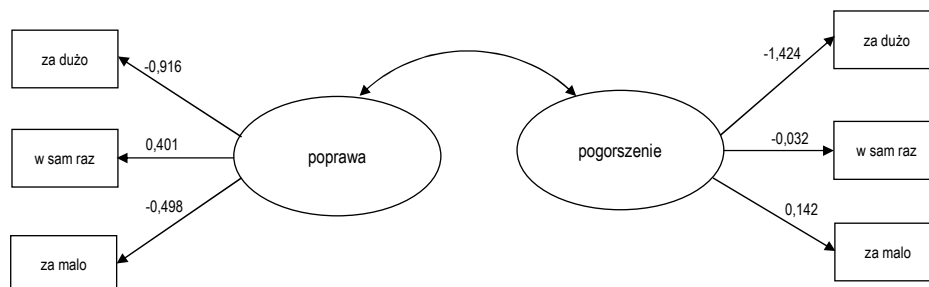 za dużo
-0,916
w sam raz
0,401
za malo
-0,498
poprawa
pogorszenie
-1,424
za dużo
-0,032
w sam raz
0,142
za malo